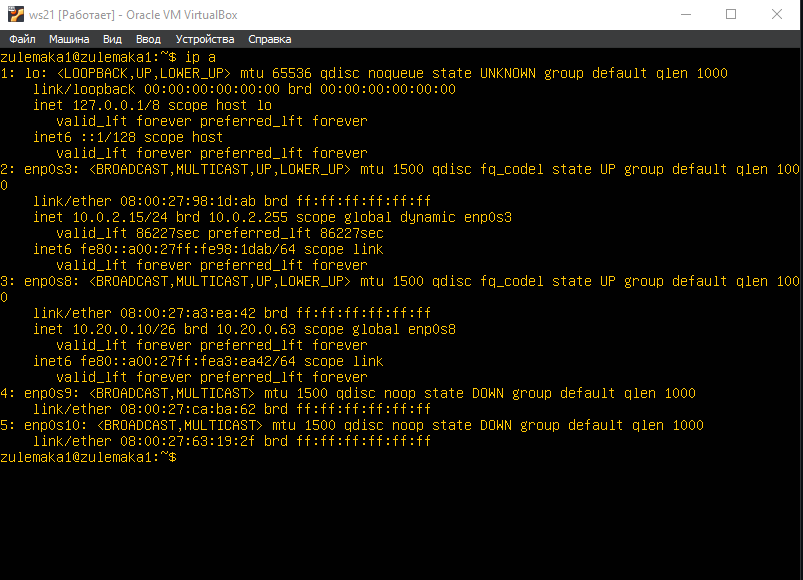 ws21 [Работает] - Oracle VM VirtualBox
Файл Машина Вид Ввод Устройства Справка
zulemaka1@zulemaka1:~$ ip a
1: lo: <LOOPBACK,UP,LOWER_UP> mtu 65536 qdisc noqueue state UNKNOWN group default qlen 1000
    link/loopback 00:00:00:00:00:00 brd 00:00:00:00:00:00
    inet 127.0.0.1/8 scope host lo
       valid_lft forever preferred_lft forever
    inet6 ::1/128 scope host
       valid_lft forever preferred_lft forever
2: enp0s3: <BROADCAST,MULTICAST,UP,LOWER_UP> mtu 1500 qdisc fq_codel state UP group default qlen 100
0
    link/ether 08:00:27:98:1d:ab brd ff:ff:ff:ff:ff:ff
    inet 10.0.2.15/24 brd 10.0.2.255 scope global dynamic enp0s3
       valid_lft 86227sec preferred_lft 86227sec
    inet6 fe80::a00:27ff:fe98:1dab/64 scope link
       valid_lft forever preferred_lft forever
3: enp0s8: <BROADCAST,MULTICAST,UP,LOWER_UP> mtu 1500 qdisc fq_codel state UP group default qlen 100
0
    link/ether 08:00:27:a3:ea:42 brd ff:ff:ff:ff:ff:ff
    inet 10.20.0.10/26 brd 10.20.0.63 scope global enp0s8
       valid_lft forever preferred_lft forever
    inet6 fe80::a00:27ff:fea3:ea42/64 scope link
       valid_lft forever preferred_lft forever
4: enp0s9: <BROADCAST,MULTICAST> mtu 1500 qdisc noop state DOWN group default qlen 1000
    link/ether 08:00:27:ca:ba:62 brd ff:ff:ff:ff:ff:ff
5: enp0s10: <BROADCAST,MULTICAST> mtu 1500 qdisc noop state DOWN group default qlen 1000
    link/ether 08:00:27:63:19:2f brd ff:ff:ff:ff:ff:ff
zulemaka1@zulemaka1:~$